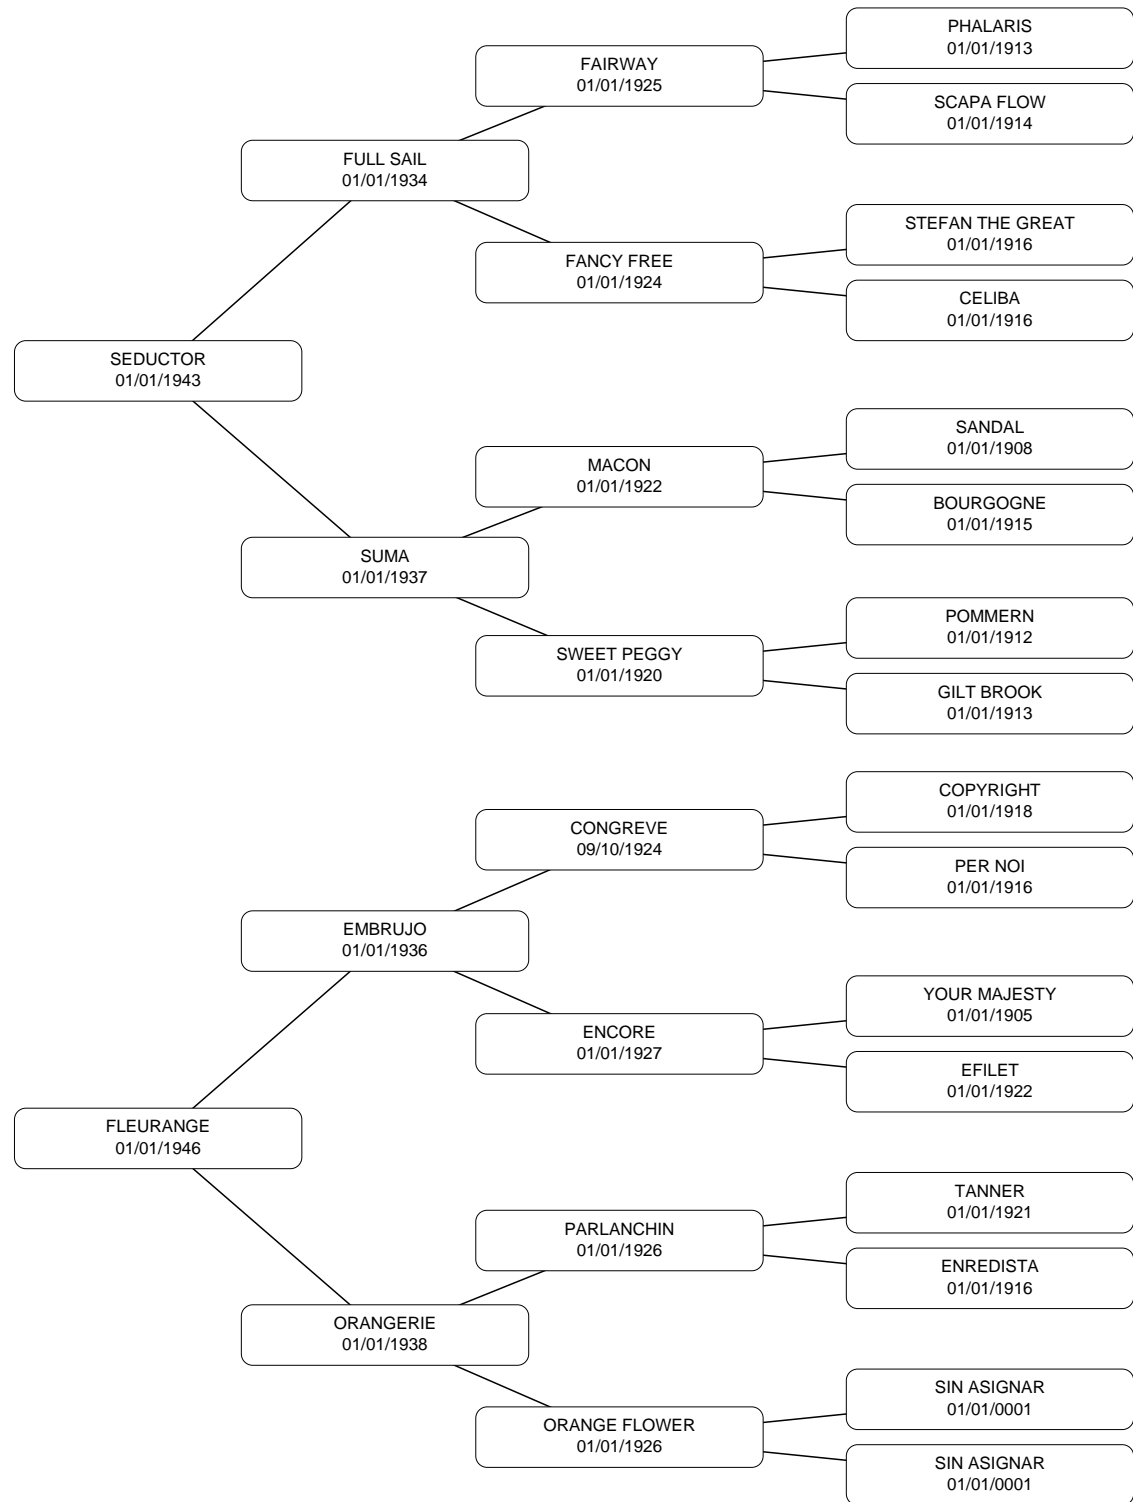 PHALARIS
01/01/1913
FAIRWAY
01/01/1925
SCAPA FLOW
01/01/1914
FULL SAIL
01/01/1934
STEFAN THE GREAT
01/01/1916
FANCY FREE
01/01/1924
CELIBA
01/01/1916
SEDUCTOR
01/01/1943
SANDAL
01/01/1908
MACON
01/01/1922
BOURGOGNE
01/01/1915
SUMA
01/01/1937
POMMERN
01/01/1912
SWEET PEGGY
01/01/1920
GILT BROOK
01/01/1913
COPYRIGHT
01/01/1918
CONGREVE
09/10/1924
PER NOI
01/01/1916
EMBRUJO
01/01/1936
YOUR MAJESTY
01/01/1905
ENCORE
01/01/1927
EFILET
01/01/1922
FLEURANGE
01/01/1946
TANNER
01/01/1921
PARLANCHIN
01/01/1926
ENREDISTA
01/01/1916
ORANGERIE
01/01/1938
SIN ASIGNAR
01/01/0001
ORANGE FLOWER
01/01/1926
SIN ASIGNAR
01/01/0001